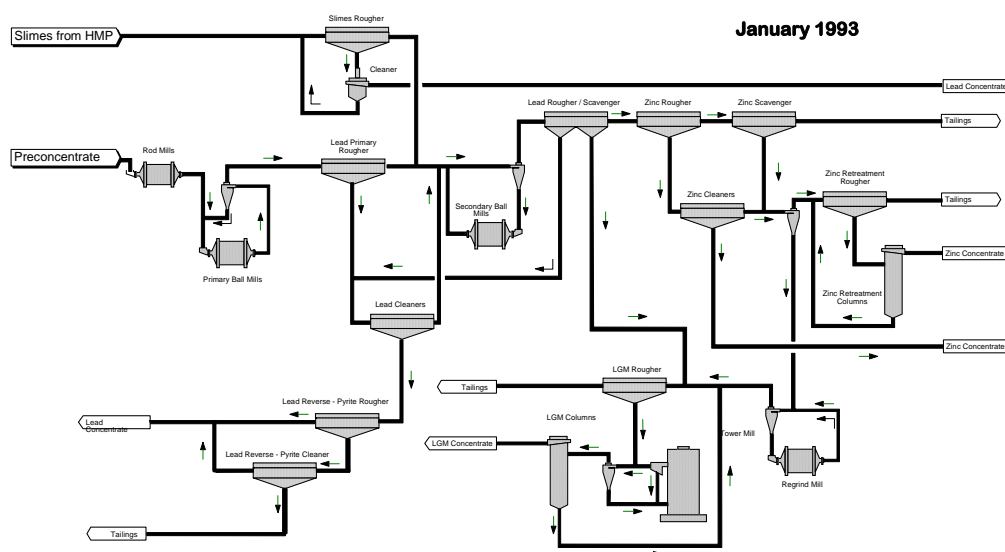 Slimes Rougher
January 1993
Slimes from HMP
Cleaner
Lead Concentrate
Lead Rougher / Scavenger
Zinc Rougher
Zinc Scavenger
Tailings
Preconcentrate
Rod Mills
Lead Primary
Rougher
Zinc Retreatment
Rougher
Zinc Cleaners
Tailings
Secondary Ball
Mills
Zinc Concentrate
Primary Ball Mills
Zinc Retreatment
Columns
Lead Cleaners
Zinc Concentrate
LGM Rougher
Tailings
Lead Reverse - Pyrite Rougher
Lead
Concentrate
LGM Columns
Tower Mill
LGM Concentrate
Lead Reverse - Pyrite Cleaner
Regrind Mill
Tailings